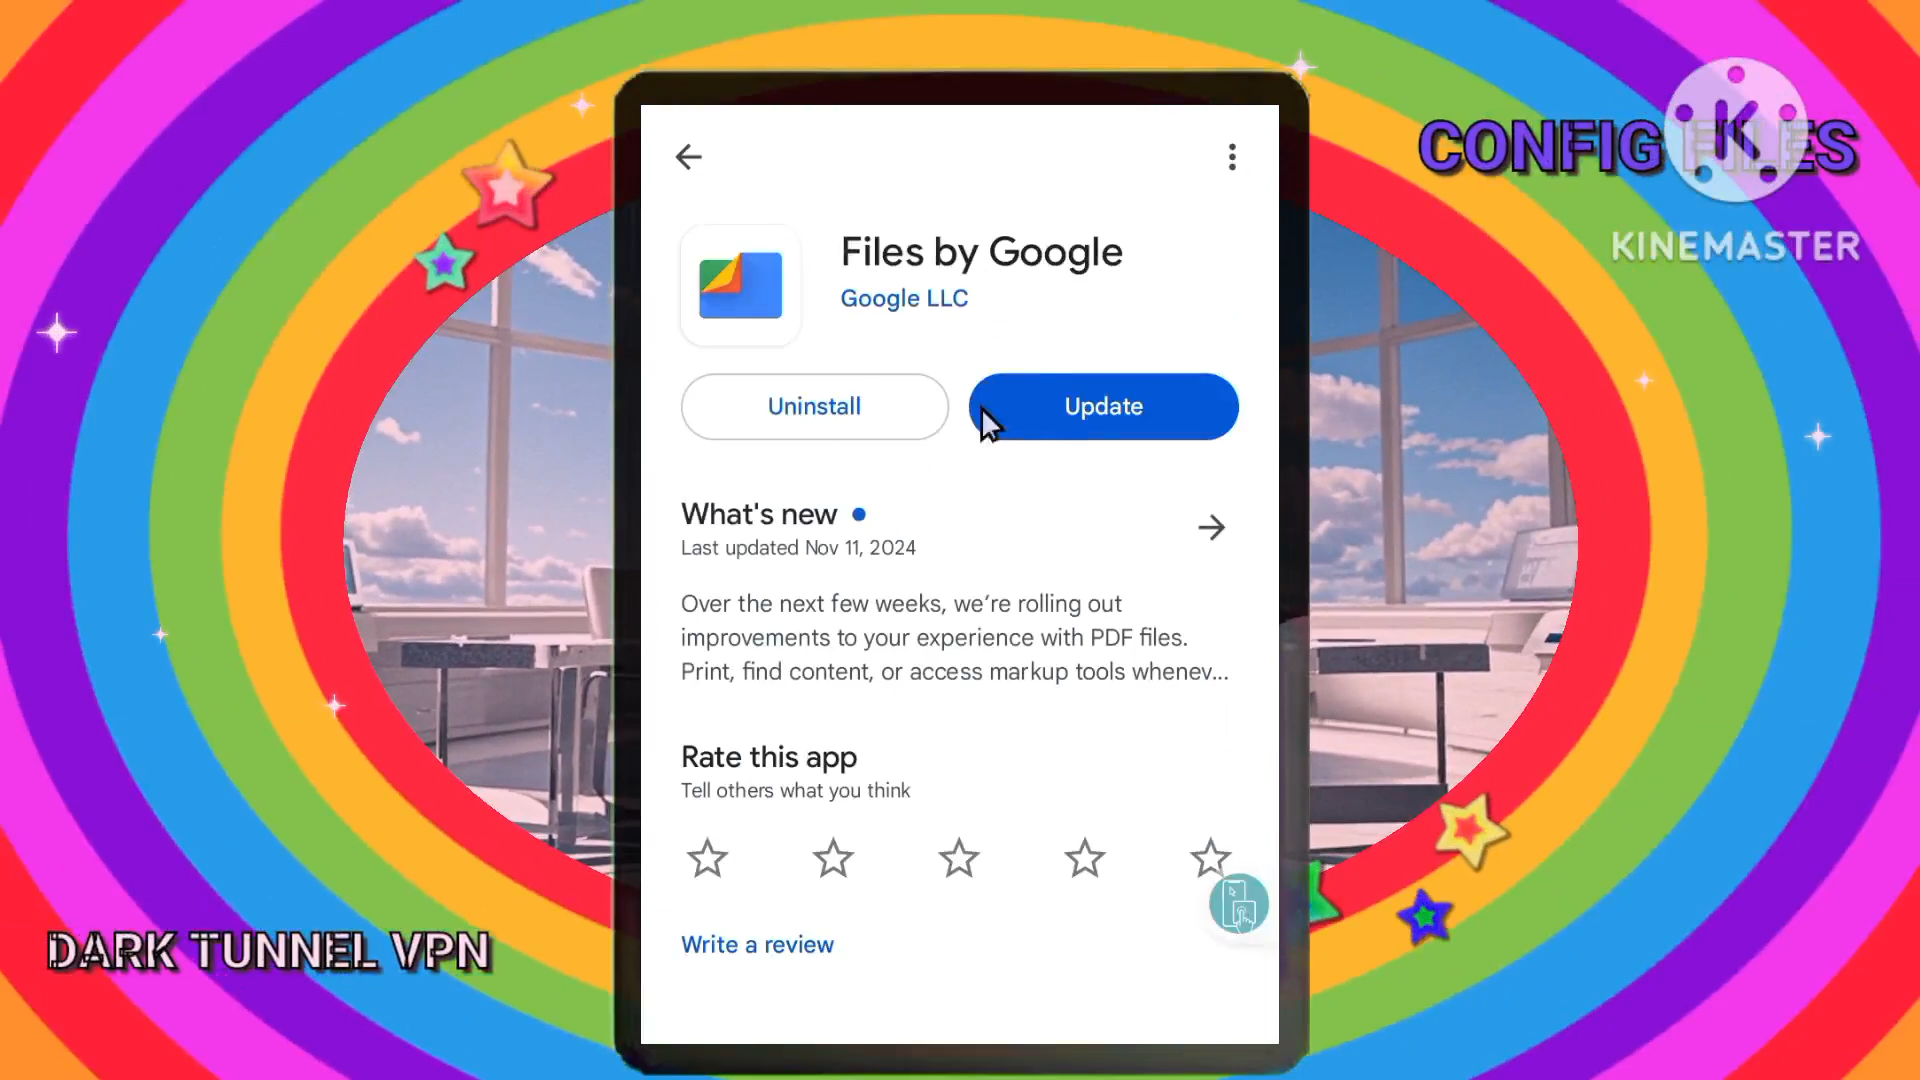 CONFIG FILES
K
KINEMASTER
Files by Google
Google LLC
Uninstall
Update
What's new
Last updated Nov 11, 2024
Over the next few weeks, we’re rolling out
improvements to your experience with PDF files.
Print, find content, or access markup tools whenev...
Rate this app
Tell others what you think
Write a review
DARK TUNNEL VPN